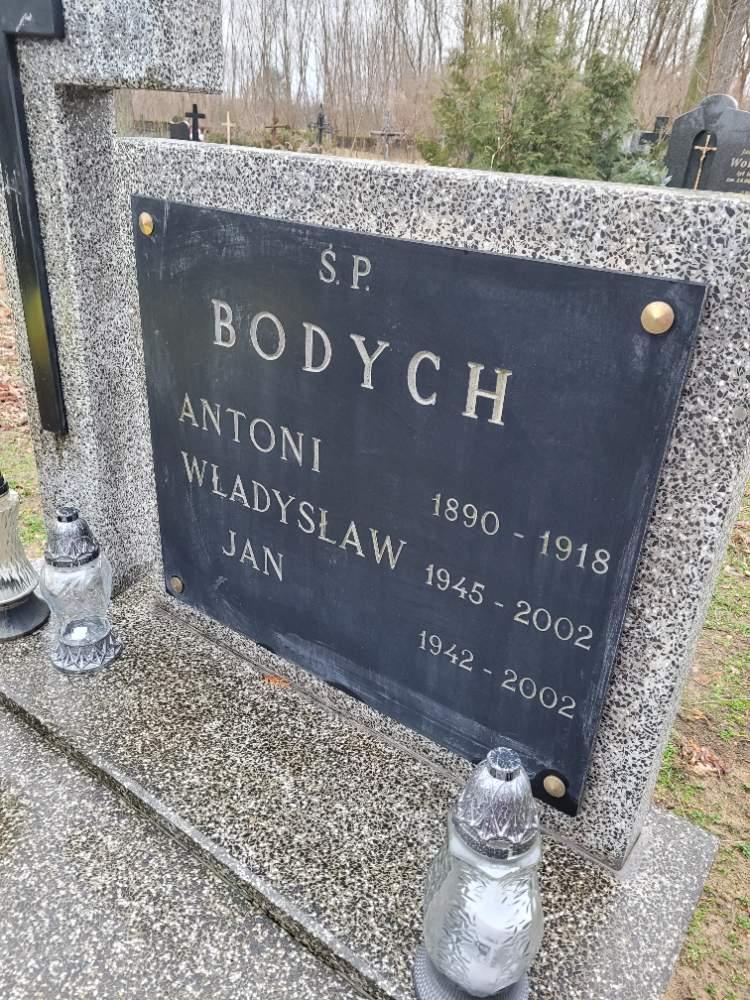 Ś. P.
BODYCH
ANTONI 1890 - 1918
WŁADYSŁAW 1945 - 2002
JAN 1942 - 2002